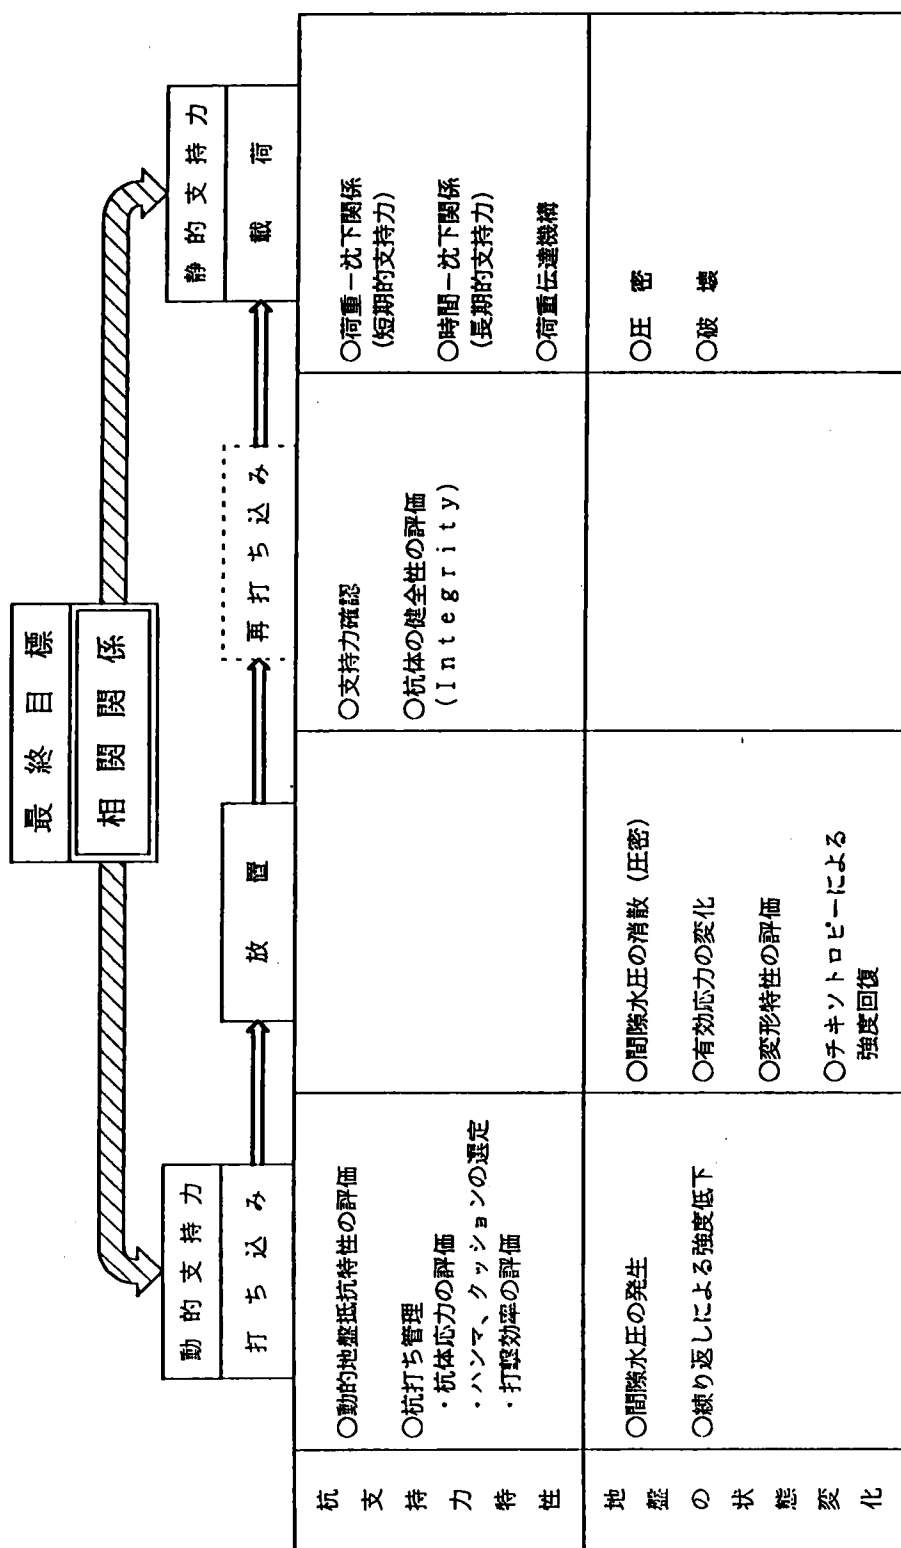 最終目標
相関関係
動的支持力
打ち込み
放置
再打ち込み
静的支持力
載荷
杭支持力特性
○動的地盤抵抗特性の評価
○杭打ち管理
・杭体応力の評価
・ハンマ、クッションの選定
・打撃効率の評価
○支持力確認
○杭体の健全性の評価
(Integrity)
○荷重－沈下関係
(短期的支持力)
○時間－沈下関係
(長期的支持力)
○荷重伝達機構
地盤の状態変化
○間隙水圧の発生
○練り返しによる強度低下
○間隙水圧の消散(圧密)
○有効応力の変化
○変形特性の評価
○チキソトロピーによる
強度回復
○圧密
○破壊